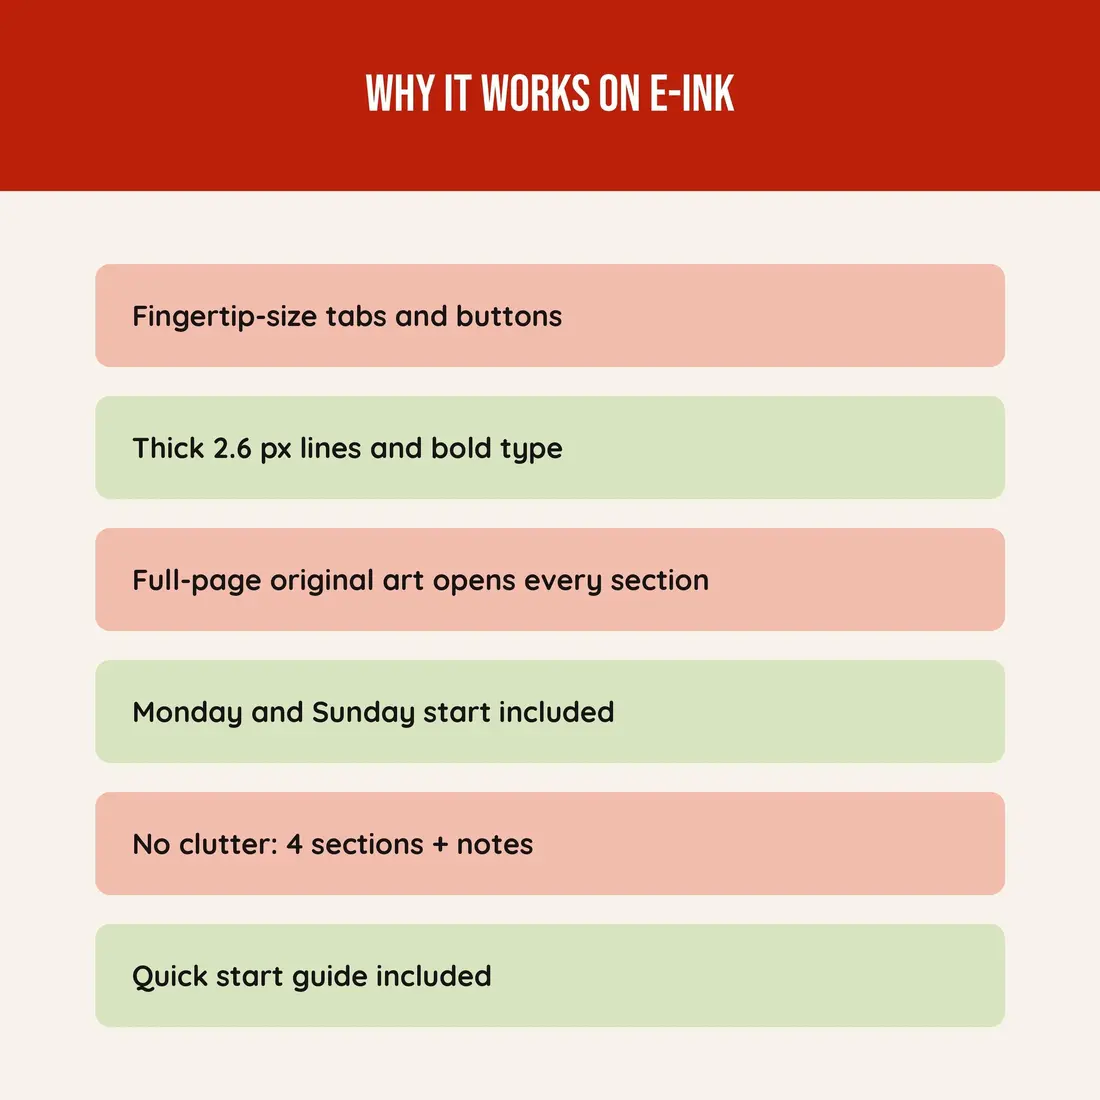 WHY IT WORKS ON E-INK
Fingertip-size tabs and buttons
Thick 2.6 px lines and bold type
Full-page original art opens every section
Monday and Sunday start included
No clutter: 4 sections + notes
Quick start guide included